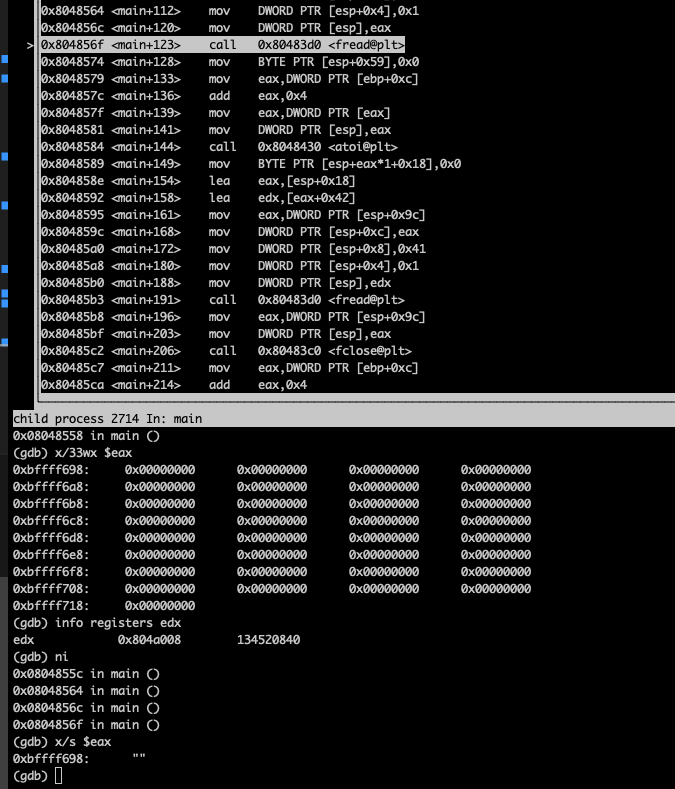 0x8048564 <main+112> mov DWORD PTR [esp+0x4],0x1
0x804856c <main+120> mov DWORD PTR [esp],eax
>0x804856f <main+123> call 0x80483d0 <fread@plt>
0x8048574 <main+128> mov BYTE PTR [esp+0x59],0x0
0x8048579 <main+133> mov eax,DWORD PTR [ebp+0xc]
0x804857c <main+136> add eax,0x4
0x804857f <main+139> mov eax,DWORD PTR [eax]
0x8048581 <main+141> mov DWORD PTR [esp],eax
0x8048584 <main+144> call 0x8048430 <atoi@plt>
0x8048589 <main+149> mov BYTE PTR [esp+eax*1+0x18],0x0
0x804858e <main+154> lea eax,[esp+0x18]
0x8048592 <main+158> lea edx,[eax+0x42]
0x8048595 <main+161> mov eax,DWORD PTR [esp+0x9c]
0x804859c <main+168> mov DWORD PTR [esp+0xc],eax
0x80485a0 <main+172> mov DWORD PTR [esp+0x8],0x41
0x80485a8 <main+180> mov DWORD PTR [esp+0x4],0x1
0x80485b0 <main+188> mov DWORD PTR [esp],edx
0x80485b3 <main+191> call 0x80483d0 <fread@plt>
0x80485b8 <main+196> mov eax,DWORD PTR [esp+0x9c]
0x80485bf <main+203> mov DWORD PTR [esp],eax
0x80485c2 <main+206> call 0x80483c0 <fclose@plt>
0x80485c7 <main+211> mov eax,DWORD PTR [ebp+0xc]
0x80485ca <main+214> add eax,0x4
child process 2714 In: main
0x08048558 in main ()
(gdb) x/33wx $eax
0xbffff698: 0x00000000 0x00000000 0x00000000 0x00000000
0xbffff6a8: 0x00000000 0x00000000 0x00000000 0x00000000
0xbffff6b8: 0x00000000 0x00000000 0x00000000 0x00000000
0xbffff6c8: 0x00000000 0x00000000 0x00000000 0x00000000
0xbffff6d8: 0x00000000 0x00000000 0x00000000 0x00000000
0xbffff6e8: 0x00000000 0x00000000 0x00000000 0x00000000
0xbffff6f8: 0x00000000 0x00000000 0x00000000 0x00000000
0xbffff708: 0x00000000 0x00000000 0x00000000 0x00000000
0xbffff718: 0x00000000
(gdb) info registers edx
edx 0x804a008 134520840
(gdb) ni
0x0804855c in main ()
0x08048564 in main ()
0x0804856c in main ()
0x0804856f in main ()
(gdb) x/s $eax
0xbffff698: ""
(gdb)